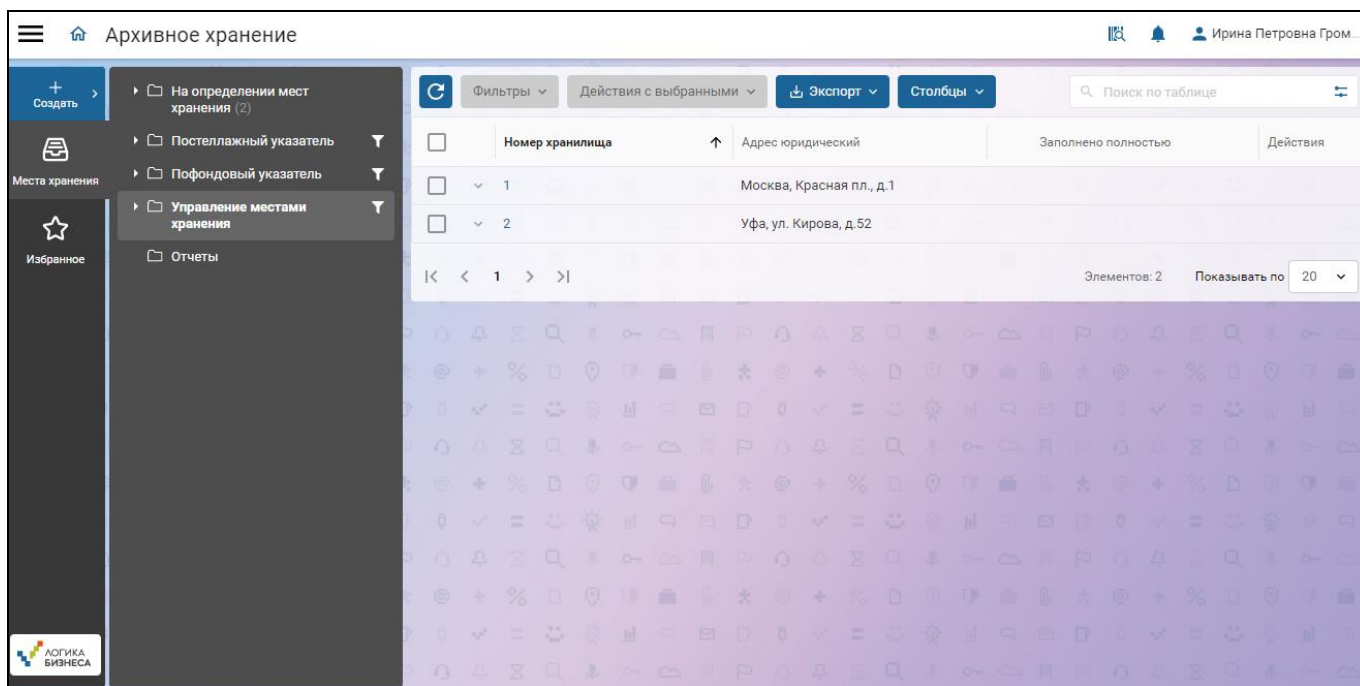 Архивное хранение
Ирина Петровна Гром...
Создать
Места хранения
Избранное
На определении мест
хранения (2)
Постеллажный указатель
Пофондовый указатель
Управление местами
хранения
Отчеты
Фильтры
Действия с выбранными
Экспорт
Столбцы
Поиск по таблице
Номер хранилища
Адрес юридический
Заполнено полностью
Действия
1
Москва, Красная пл., д.1
2
Уфа, ул. Кирова, д.52
1
Элементов: 2
Показывать по
20
ЛОГИКА
БИЗНЕСА